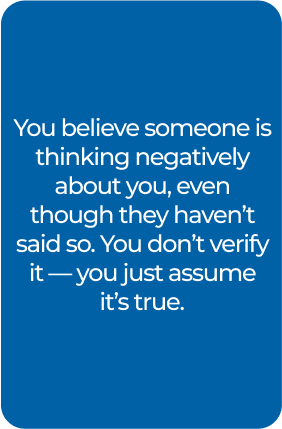 You believe someone is
thinking negatively
about you, even
though they haven’t
said so. You don’t verify
it — you just assume
it’s true.